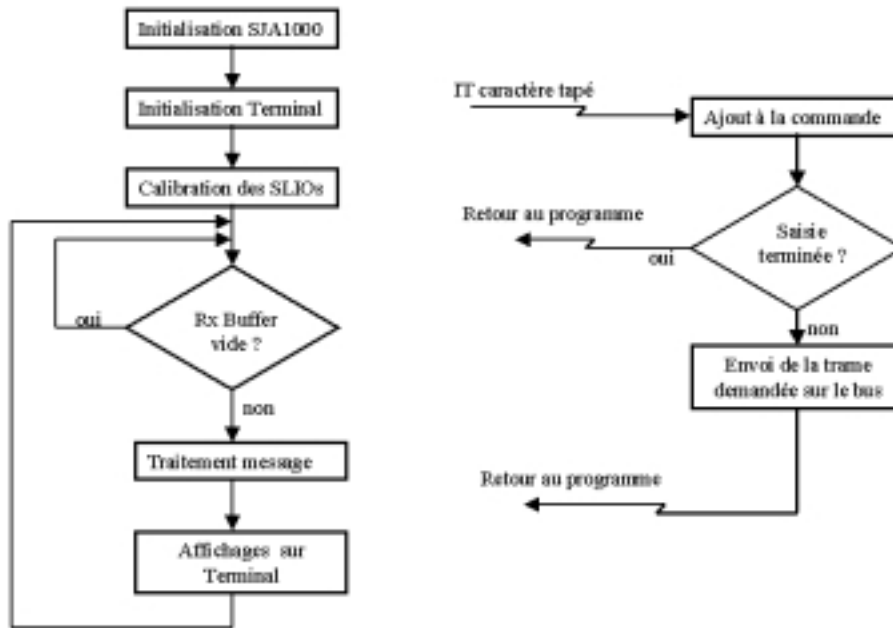 Initialisation SJA1000
Initialisation Terminal
Calibration des SLIOs
oui
Rx Buffer
vide ?
non
Traitement message
Affichages sur
Terminal
IT caractère tapé
Ajout à la commande
Retour au programme
oui
Saisie
terminée ?
non
Envoi de la trame
demandée sur le bus
Retour au programme